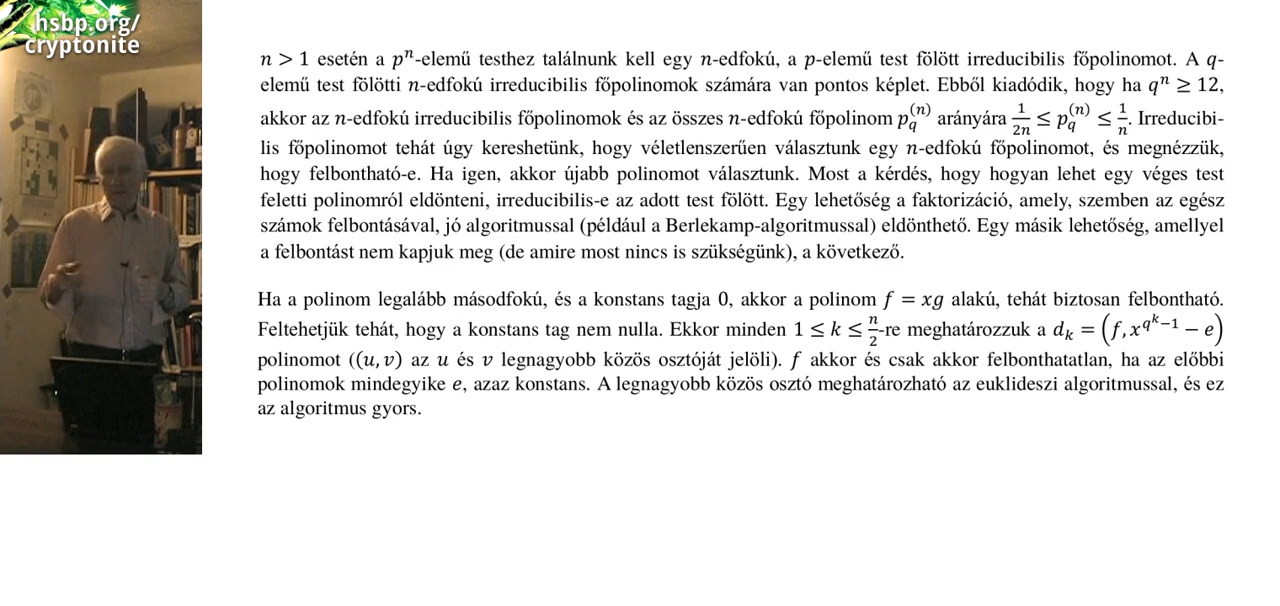 hsbp.org/
cryptonite
n > 1 esetén a pⁿ-elemű testhez találnunk kell egy n-edfokú, a p-elemű test fölött irreducibilis főpolinomot. A q-
elemű test fölötti n-edfokú irreducibilis főpolinomok számára van pontos képlet. Ebből kiadódik, hogy ha qⁿ ≥ 12,
akkor az n-edfokú irreducibilis főpolinomok és az összes n-edfokú főpolinom p_q^(n) arányára 1/2n ≤ p_q^(n) ≤ 1/n. Irreducibi-
lis főpolinomot tehát úgy kereshetünk, hogy véletlenszerűen választunk egy n-edfokú főpolinomot, és megnézzük,
hogy felbontható-e. Ha igen, akkor újabb polinomot választunk. Most a kérdés, hogy hogyan lehet egy véges test
feletti polinomról eldönteni, irreducibilis-e az adott test fölött. Egy lehetőség a faktorizáció, amely, szemben az egész
számok felbontásával, jó algoritmussal (például a Berlekamp-algoritmussal) eldönthető. Egy másik lehetőség, amellyel
a felbontást nem kapjuk meg (de amire most nincs is szükségünk), a következő.
Ha a polinom legalább másodfokú, és a konstans tagja 0, akkor a polinom f = xg alakú, tehát biztosan felbontható.
Feltehetjük tehát, hogy a konstans tag nem nulla. Ekkor minden 1 ≤ k ≤ n/2-re meghatározzuk a d_k = (f, x^(q^k−1) − e)
polinomot ((u, v) az u és v legnagyobb közös osztóját jelöli). f akkor és csak akkor felbonthatatlan, ha az előbbi
polinomok mindegyike e, azaz konstans. A legnagyobb közös osztó meghatározható az euklideszi algoritmussal, és ez
az algoritmus gyors.